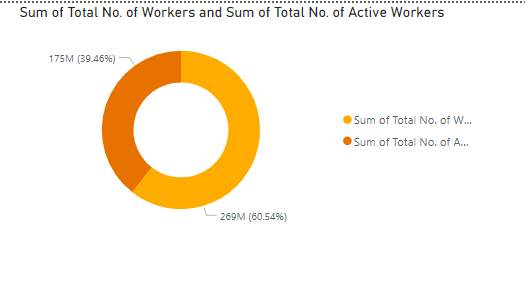 Sum of Total No. of Workers and Sum of Total No. of Active Workers
175M (39.46%)
Sum of Total No. of W...
Sum of Total No. of A...
269M (60.54%)